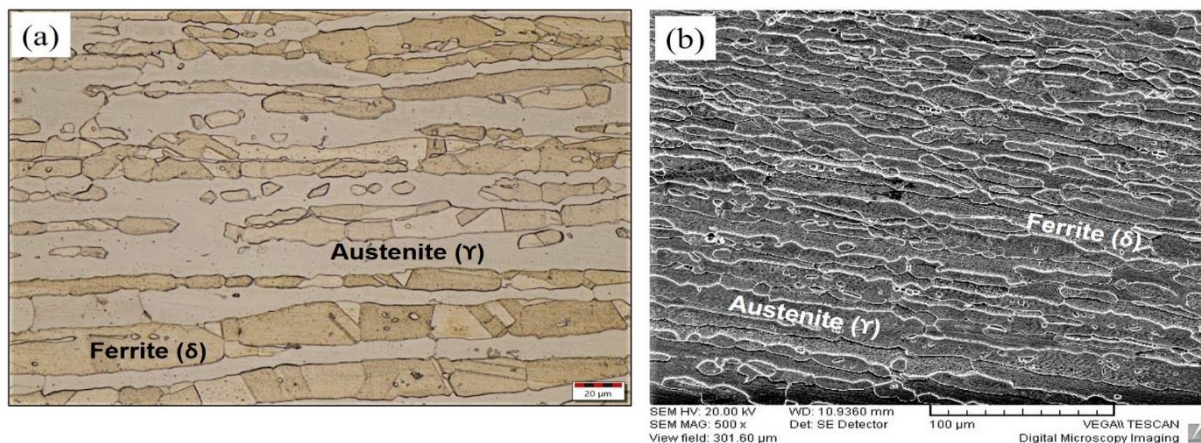 (a)
Austenite (ϒ)
Ferrite (δ)
20 µm
(b)
Ferrite (δ)
Austenite (ϒ)
SEM HV: 20.00 kV WD: 10.9360 mm
SEM MAG: 500 x Det: SE Detector 100 µm VEGA\\ TESCAN
View field: 301.60 µm Digital Microscopy Imaging